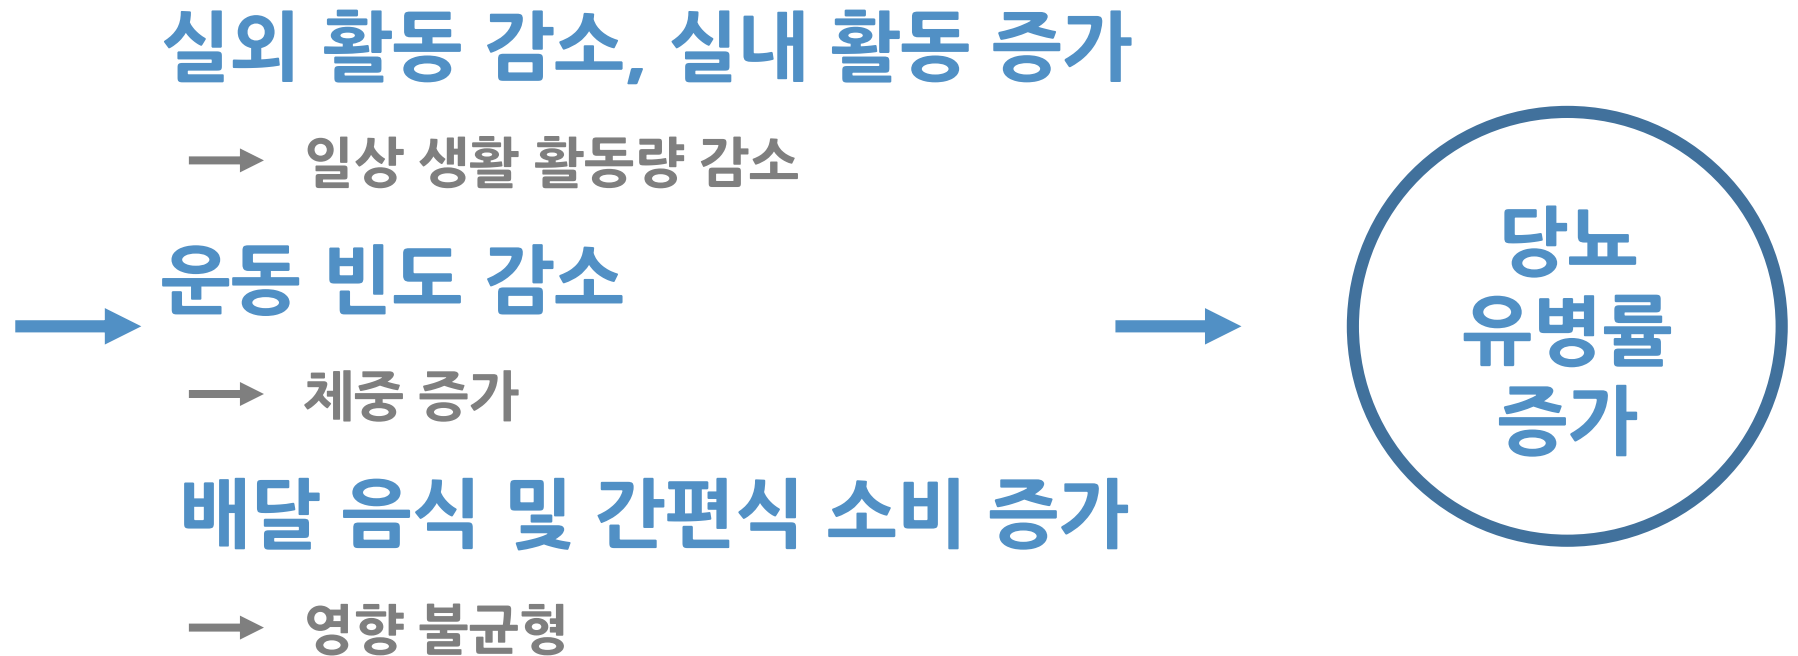 실외 활동 감소, 실내 활동 증가
일상 생활 활동량 감소
운동 빈도 감소
체중 증가
배달 음식 및 간편식 소비 증가
영향 불균형
당뇨
유병률
증가